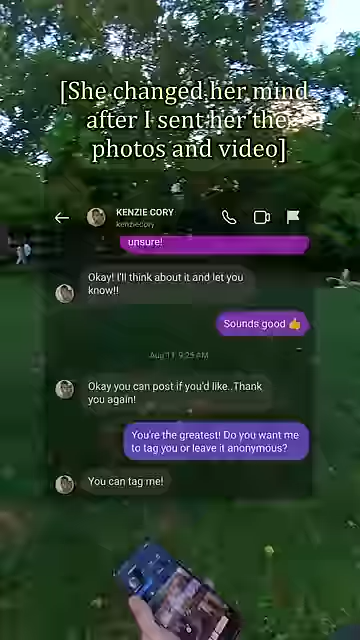 [She changed her mind
after I sent her the
photos and video]
KENZIE CORY
kenziecory
unsure!
Okay! I'll think about it and let you
know!!
Sounds good 👍
Aug 11, 9:25 AM
Okay you can post if you'd like..Thank
you again!
You're the greatest! Do you want me
to tag you or leave it anonymous?
You can tag me!